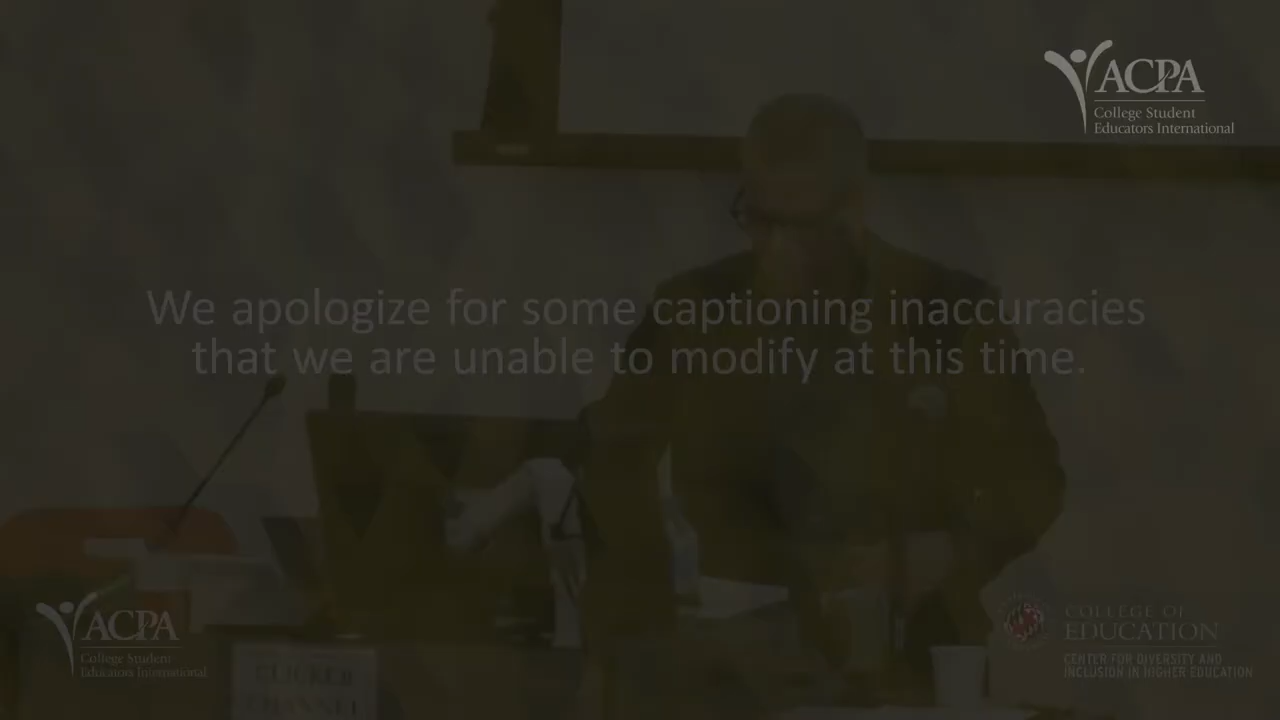 ACPA
College Student
Educators International
We apologize for some captioning inaccuracies
that we are unable to modify at this time.
ACPA
College Student
Educators International
COLLEGE OF
EDUCATION
CENTER FOR DIVERSITY AND
INCLUSION IN HIGHER EDUCATION